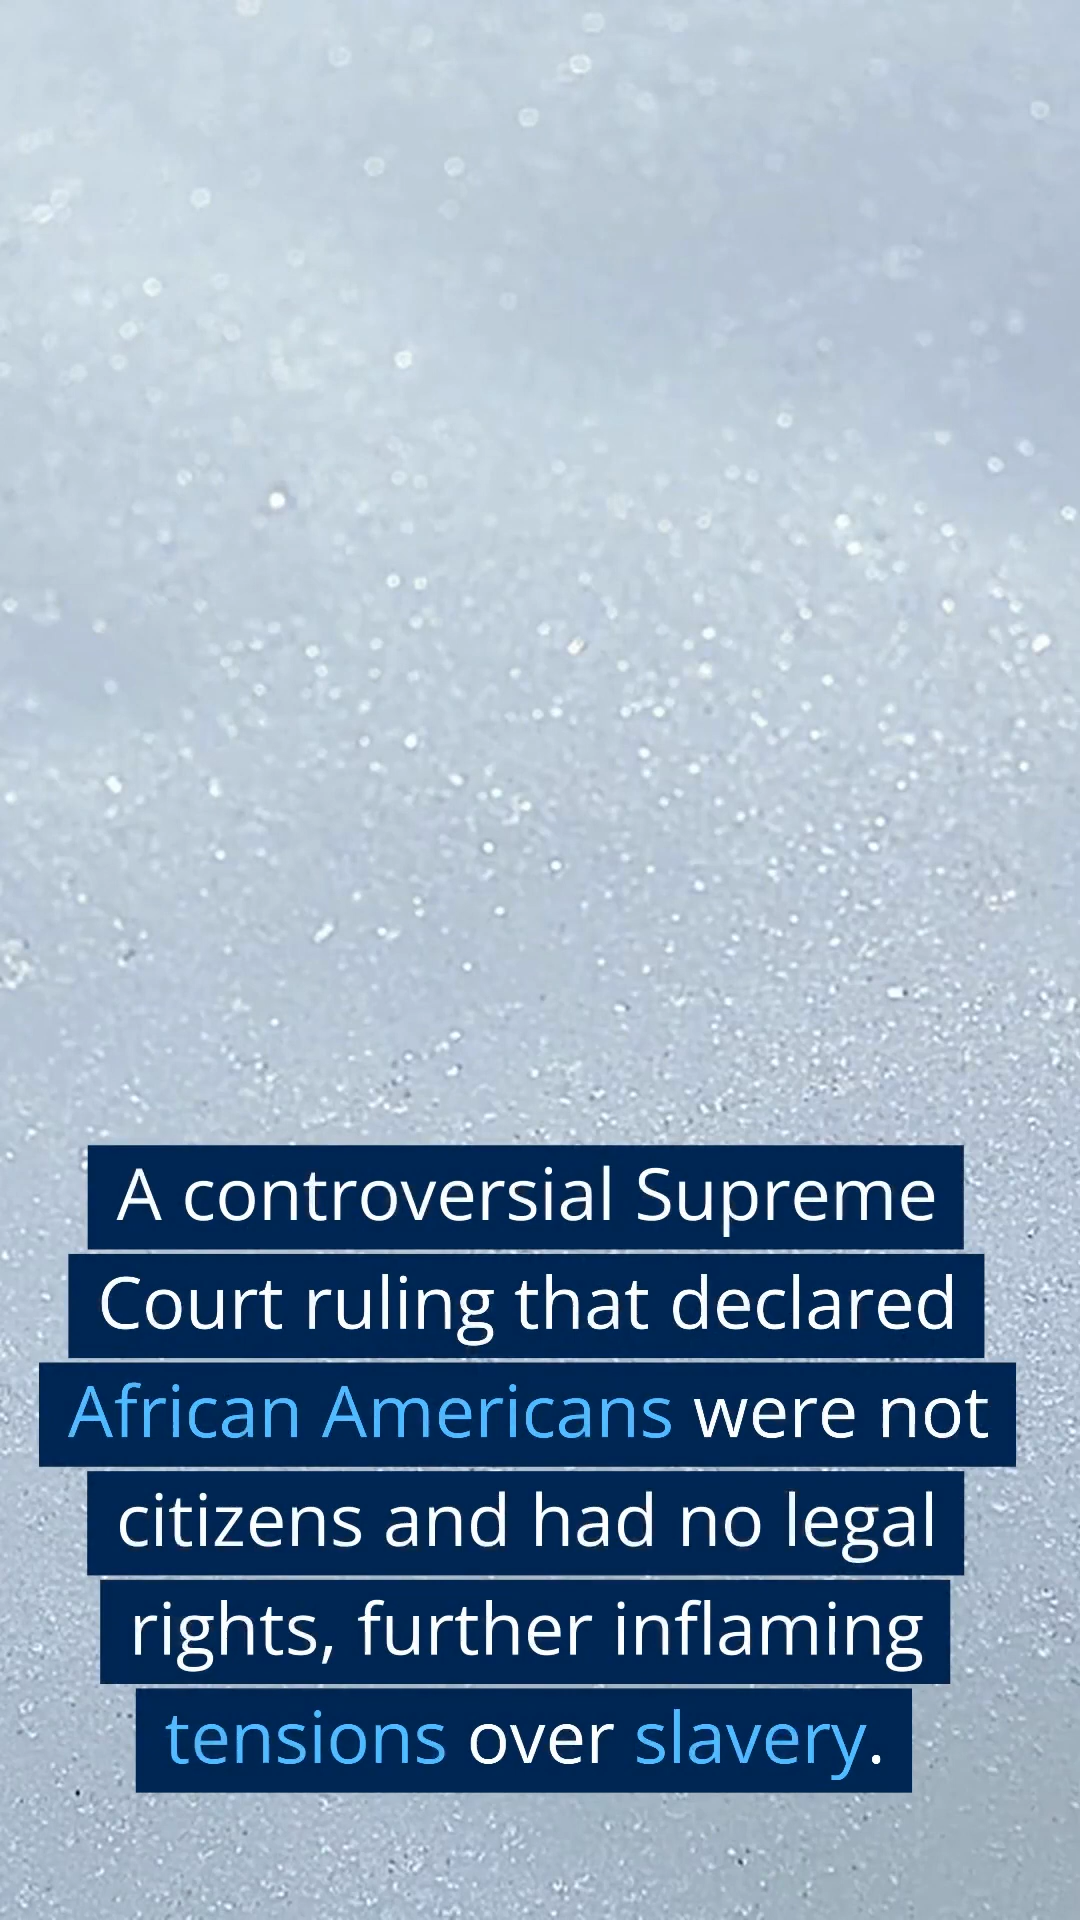 A controversial Supreme
Court ruling that declared
African Americans were not
citizens and had no legal
rights, further inflaming
tensions over slavery.